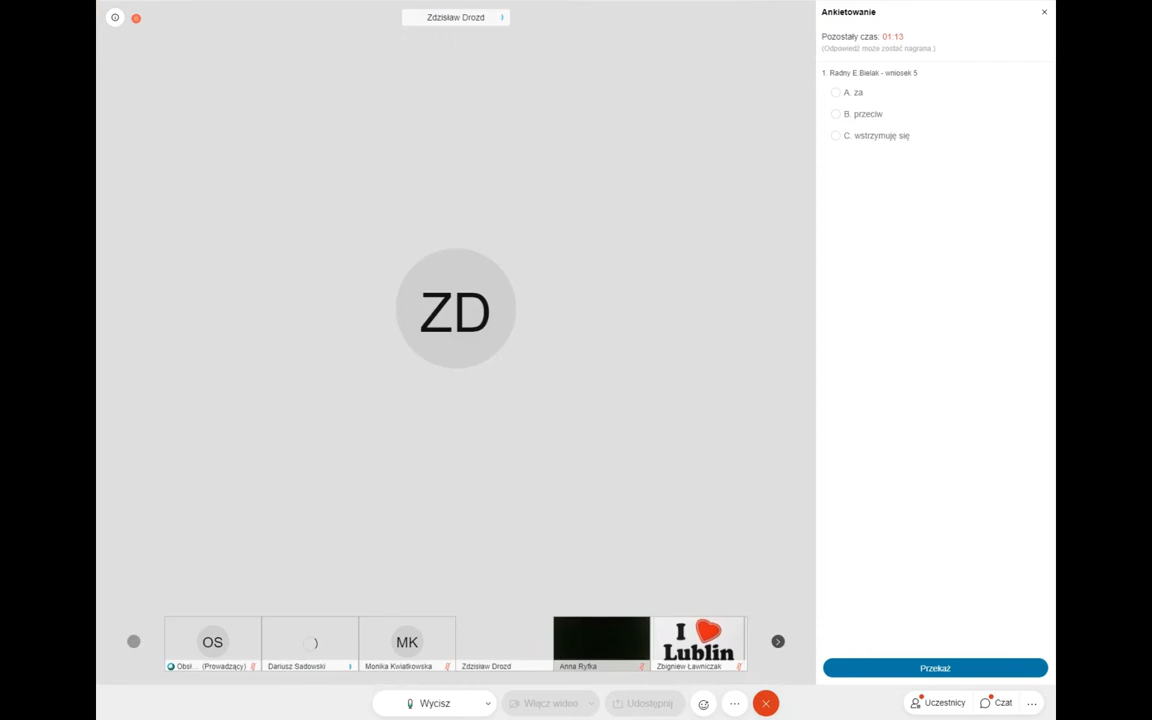 Zdzisław Drozd
Ankietowanie
Pozostały czas: 01:13
(Odpowiedź może zostać nagrana.)
1. Radny E.Bielak - wniosek 5
A. za
B. przeciw
C. wstrzymuję się
ZD
OS
MK
I
Lublin
Obsł... (Prowadzący)
Dariusz Sadowski
Monika Kwiatkowska
Zdzisław Drozd
Anna Ryfka
Zbigniew Ławniczak
Przekaż
Wycisz
Włącz wideo
Udostępnij
Uczestnicy
Czat